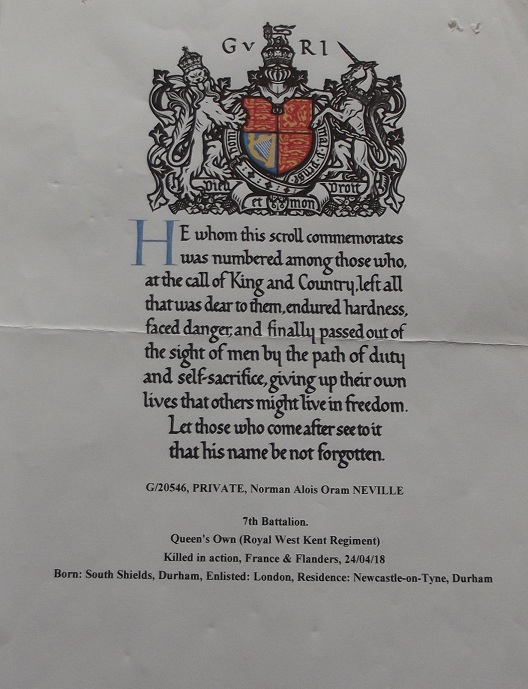 GVRI
Honi soit qui mal y pense
Dieu et mon Droit
HE whom this scroll commemorates
was numbered among those who,
at the call of King and Country, left all
that was dear to them, endured hardness,
faced danger, and finally passed out of
the sight of men by the path of duty
and self-sacrifice, giving up their own
lives that others might live in freedom.
Let those who come after see to it
that his name be not forgotten.
G/20546, PRIVATE, Norman Alois Oram NEVILLE
7th Battalion.
Queen's Own (Royal West Kent Regiment)
Killed in action, France & Flanders, 24/04/18
Born: South Shields, Durham, Enlisted: London, Residence: Newcastle-on-Tyne, Durham